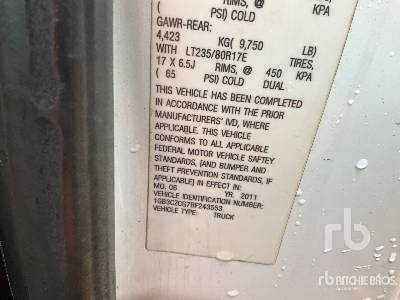 RIMS, @
(      PSI) COLD      KPA
GAWR-REAR:
4,423      KG( 9,750      LB)
WITH      LT235/80R17E      TIRES,
17 X 6.5J      RIMS, @      450      KPA
(      65      PSI) COLD      DUAL
THIS VEHICLE HAS BEEN COMPLETED
IN ACCORDANCE WITH THE PRIOR
MANUFACTURERS' IVD, WHERE
APPLICABLE. THIS VEHICLE
CONFORMS TO ALL APPLICABLE
FEDERAL MOTOR VEHICLE SAFTEY
STANDARDS, (AND BUMPER AND
THEFT PREVENTION STANDARDS, IF
APPLICABLE) IN EFFECT IN:
MO. 06      YR. 2011
VEHICLE IDENTIFICATION NUMBER:
1GB3CZCG7BF243553
VEHICLE TYPE:      TRUCK
rb
rb RITCHIE BROS.